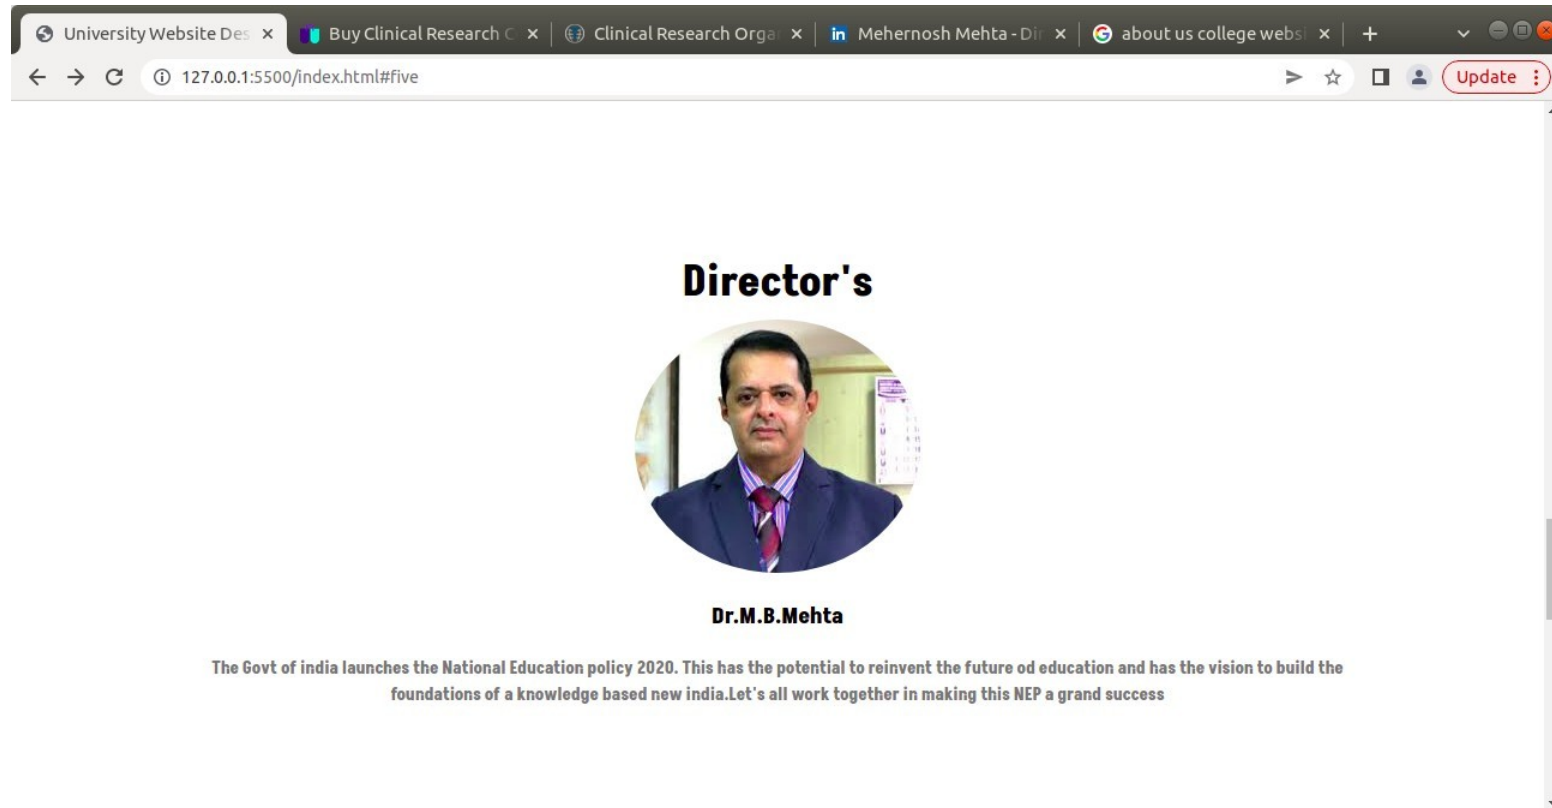 University Website Des
Buy Clinical Research C
Clinical Research Orga
Mehernosh Mehta - Dir
about us college websi
127.0.0.1:5500/index.html#five
Update
Director's
Dr.M.B.Mehta
The Govt of india launches the National Education policy 2020. This has the potential to reinvent the future od education and has the vision to build the
foundations of a knowledge based new india.Let's all work together in making this NEP a grand success